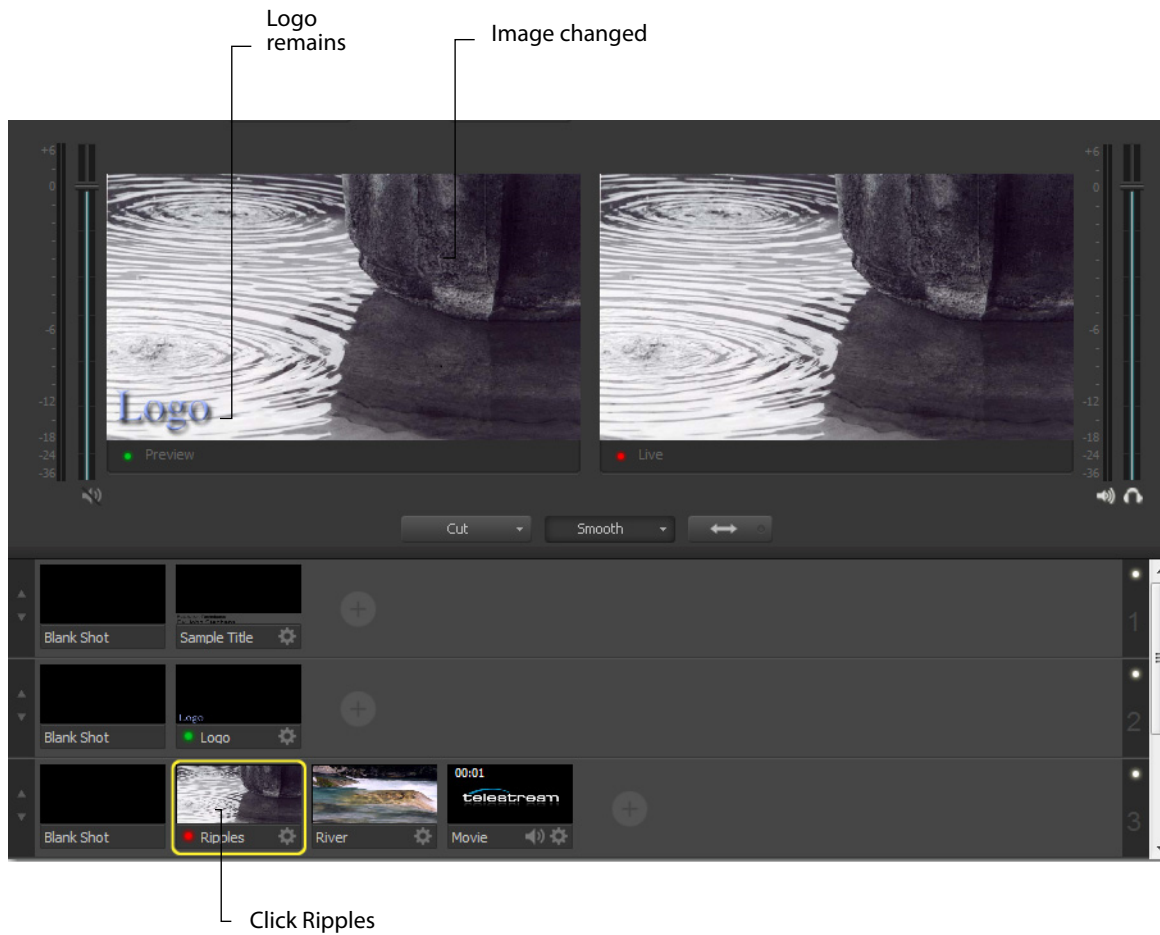 Logo
remains
Image changed
+6
0
-6
-12
-18
-24
-36
+6
0
-6
-12
-18
-24
-36
Logo
Preview
Live
Cut
Smooth
Blank Shot
Sample Title
1
Blank Shot
Logo
Logo
2
00:01
telestream
Blank Shot
Ripples
River
Movie
3
Click Ripples